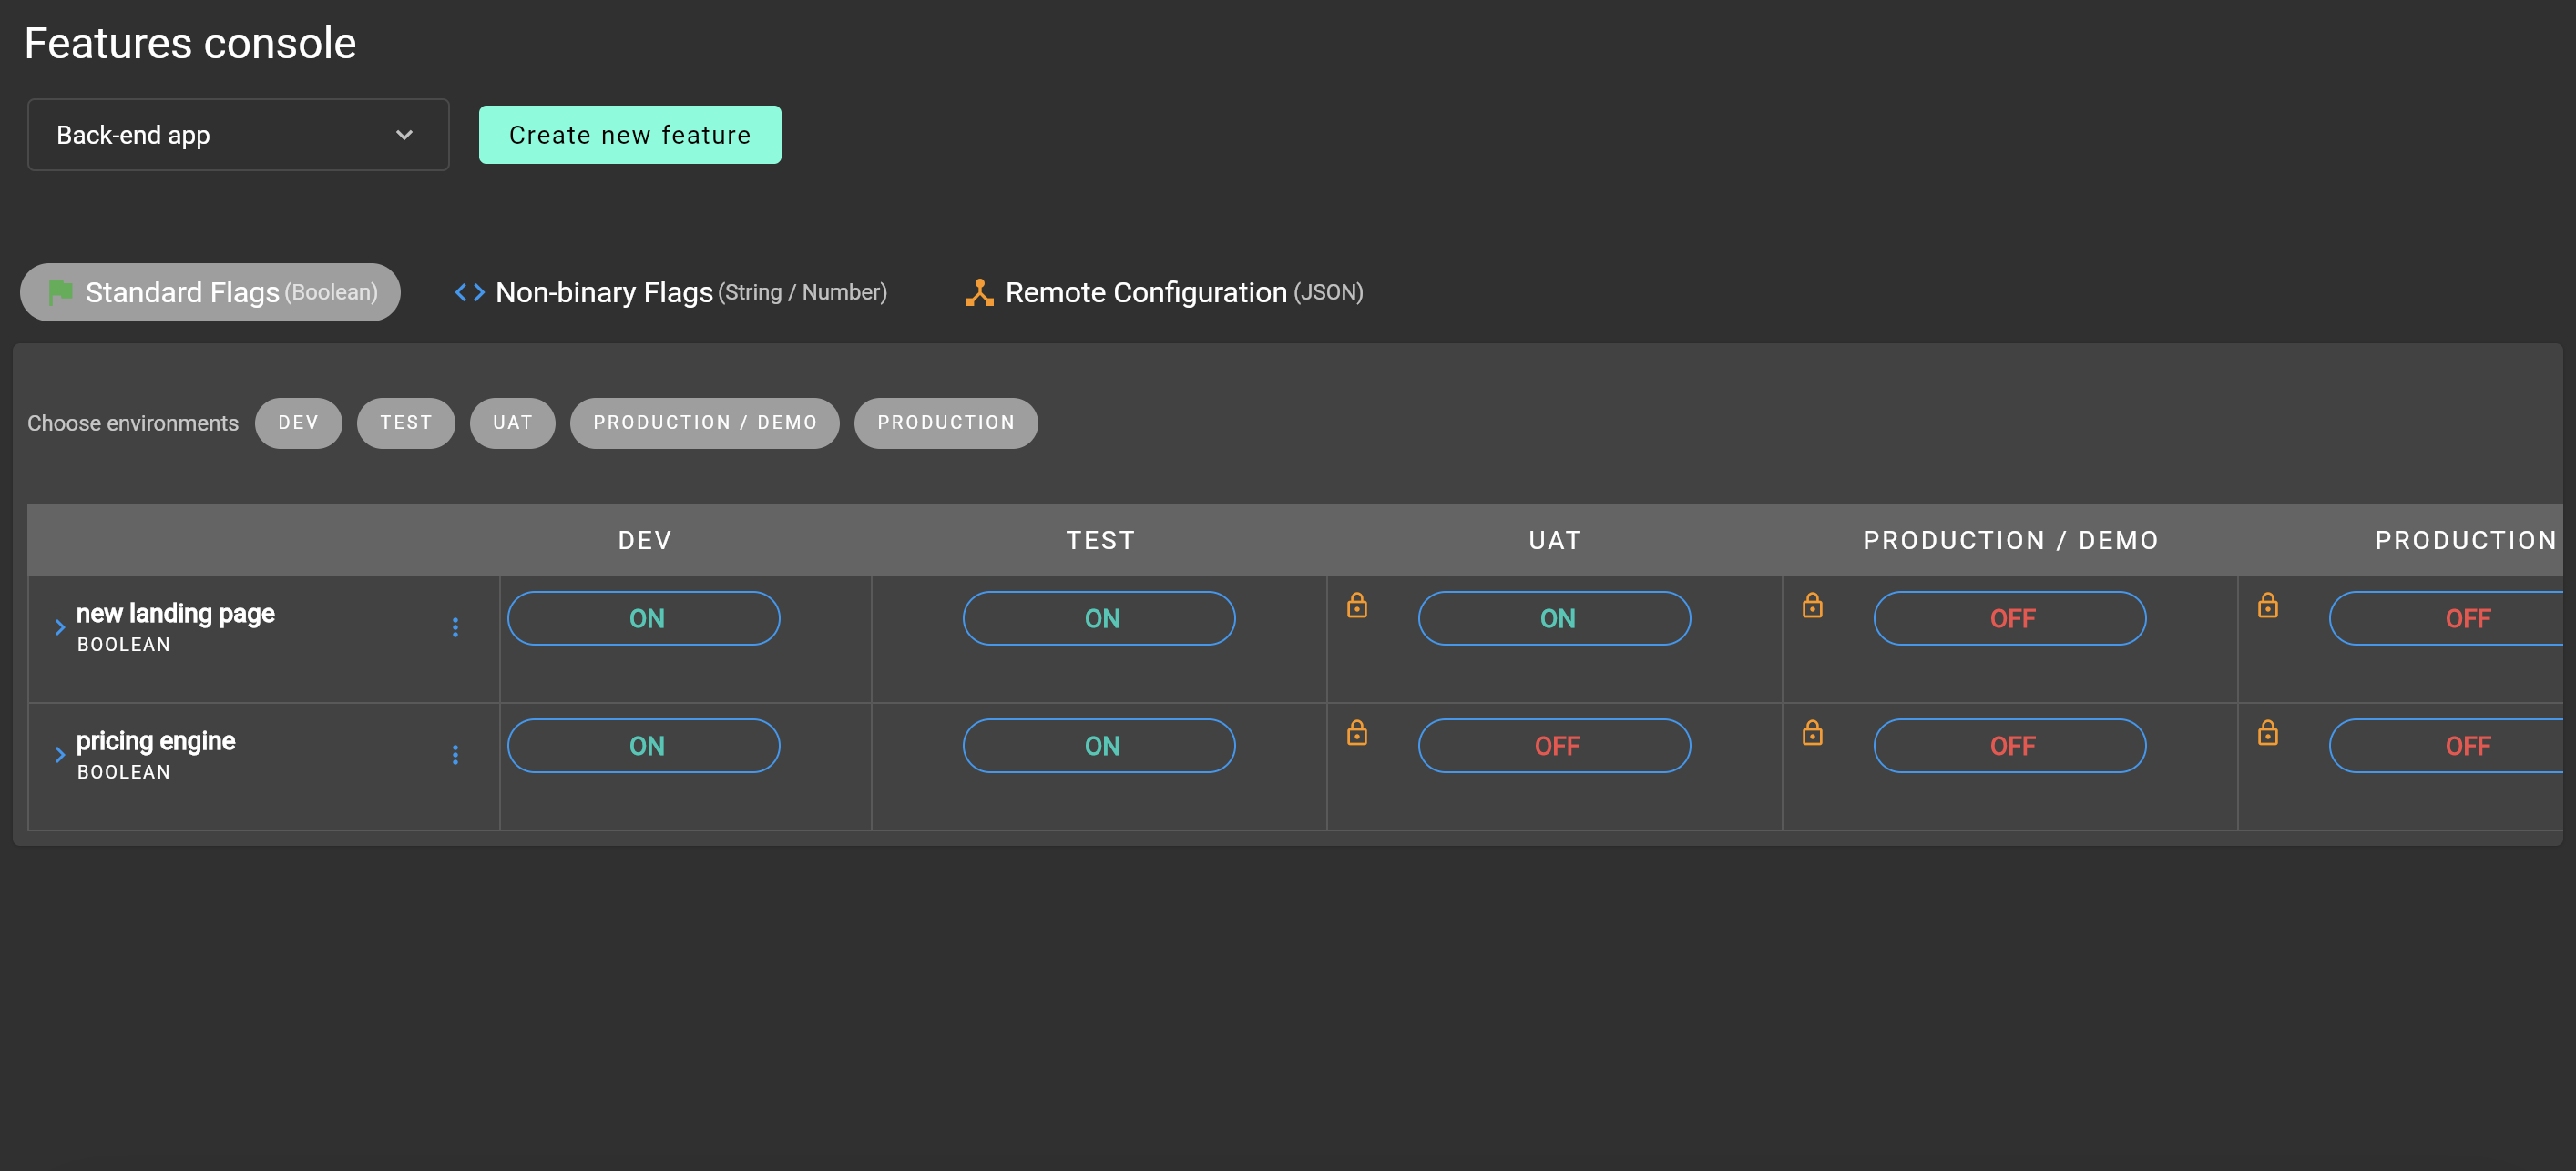 Features console
Back-end app
Create new feature
Standard Flags (Boolean)
Non-binary Flags (String / Number)
Remote Configuration (JSON)
Choose environments
DEV
TEST
UAT
PRODUCTION / DEMO
PRODUCTION
DEV TEST UAT PRODUCTION / DEMO PRODUCTION
new landing page
BOOLEAN
ON ON ON OFF OFF
pricing engine
BOOLEAN
ON ON OFF OFF OFF